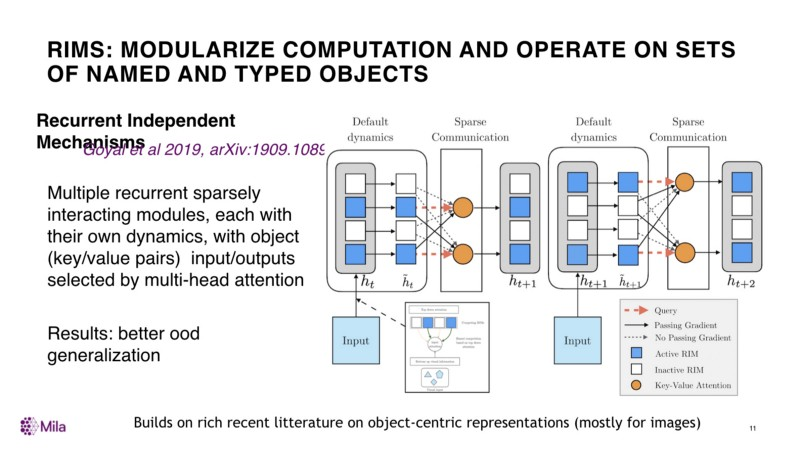 RIMS: MODULARIZE COMPUTATION AND OPERATE ON SETS
OF NAMED AND TYPED OBJECTS
Recurrent Independent
Mechanisms
Goyal et al 2019, arXiv:1909.1089
Multiple recurrent sparsely
interacting modules, each with
their own dynamics, with object
(key/value pairs) input/outputs
selected by multi-head attention
Results: better ood
generalization
Default
dynamics
Sparse
Communication
Default
dynamics
Sparse
Communication
h_t
h̃_t
h_{t+1}
h_{t+1}
h̃_{t+1}
h_{t+2}
Input
Input
Query
Passing Gradient
No Passing Gradient
Active RIM
Inactive RIM
Key-Value Attention
Builds on rich recent litterature on object-centric representations (mostly for images)
Mila
11